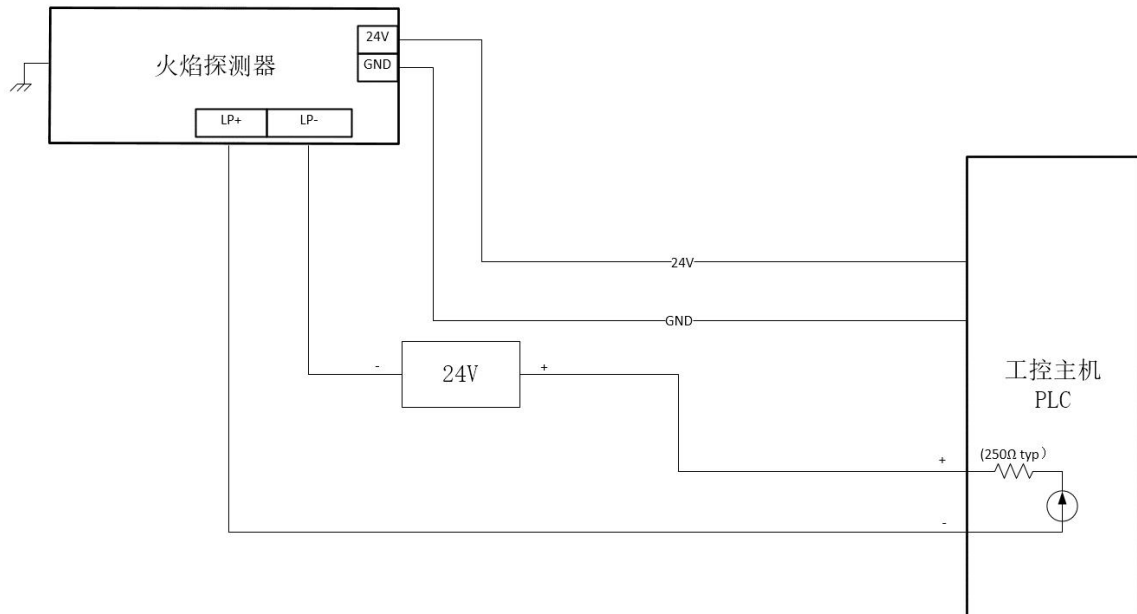 24V
火焰探测器
GND
LP+
LP-
24V
GND
-
24V
+
工控主机
PLC
+
(250Ω typ）
-